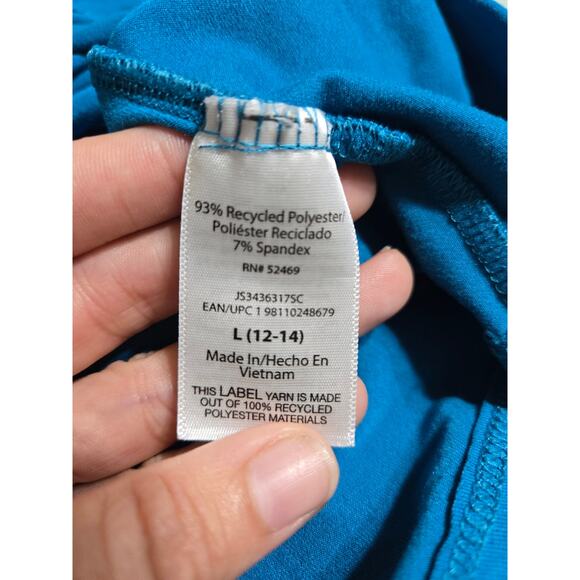 93% Recycled Polyester/
Poliéster Reciclado
7% Spandex
RN# 52469
JS3436317SC
EAN/UPC 1 98110248679
L (12-14)
Made In/Hecho En
Vietnam
THIS LABEL YARN IS MADE
OUT OF 100% RECYCLED
POLYESTER MATERIALS